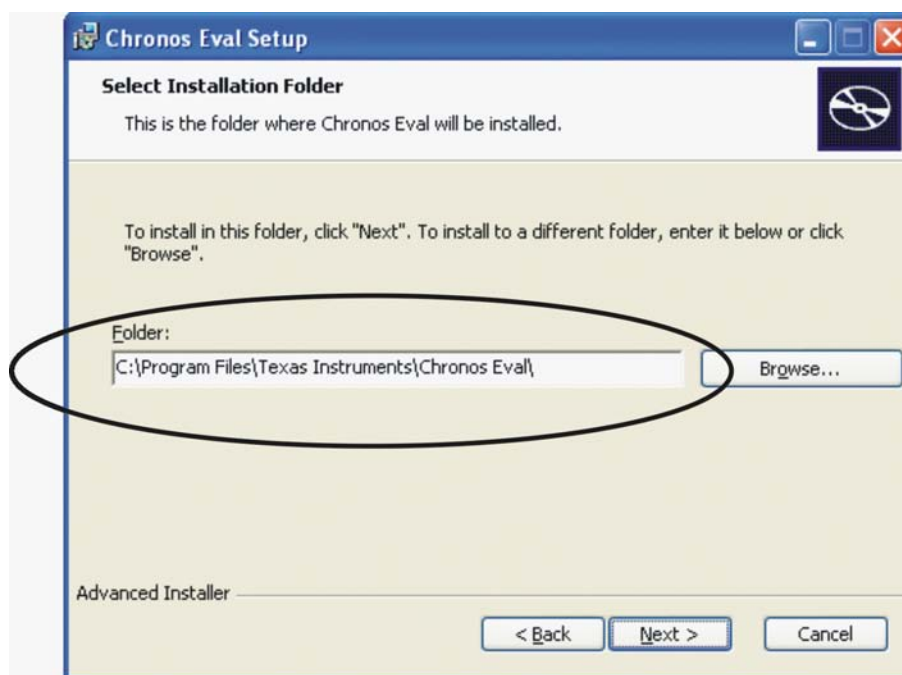 Chronos Eval Setup
Select Installation Folder
This is the folder where Chronos Eval will be installed.
To install in this folder, click "Next". To install to a different folder, enter it below or click
"Browse".
Folder:
C:\Program Files\Texas Instruments\Chronos Eval\
Browse...
Advanced Installer
< Back
Next >
Cancel